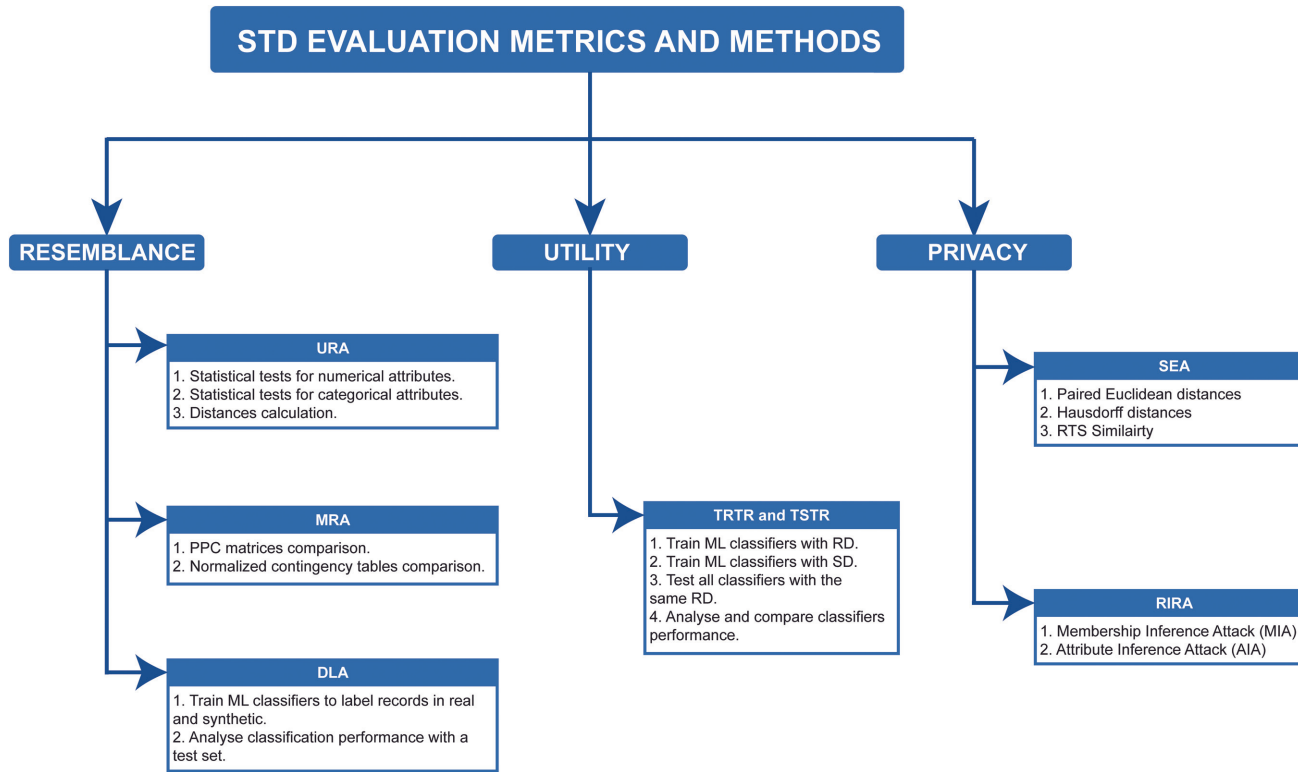 STD EVALUATION METRICS AND METHODS
RESEMBLANCE
URA
1. Statistical tests for numerical attributes.
2. Statistical tests for categorical attributes.
3. Distances calculation.
MRA
1. PPC matrices comparison.
2. Normalized contingency tables comparison.
DLA
1. Train ML classifiers to label records in real
and synthetic.
2. Analyse classification performance with a
test set.
UTILITY
TRTR and TSTR
1. Train ML classifiers with RD.
2. Train ML classifiers with SD.
3. Test all classifiers with the
same RD.
4. Analyse and compare classifiers
performance.
PRIVACY
SEA
1. Paired Euclidean distances
2. Hausdorff distances
3. RTS Similairty
RIRA
1. Membership Inference Attack (MIA)
2. Attribute Inference Attack (AIA)